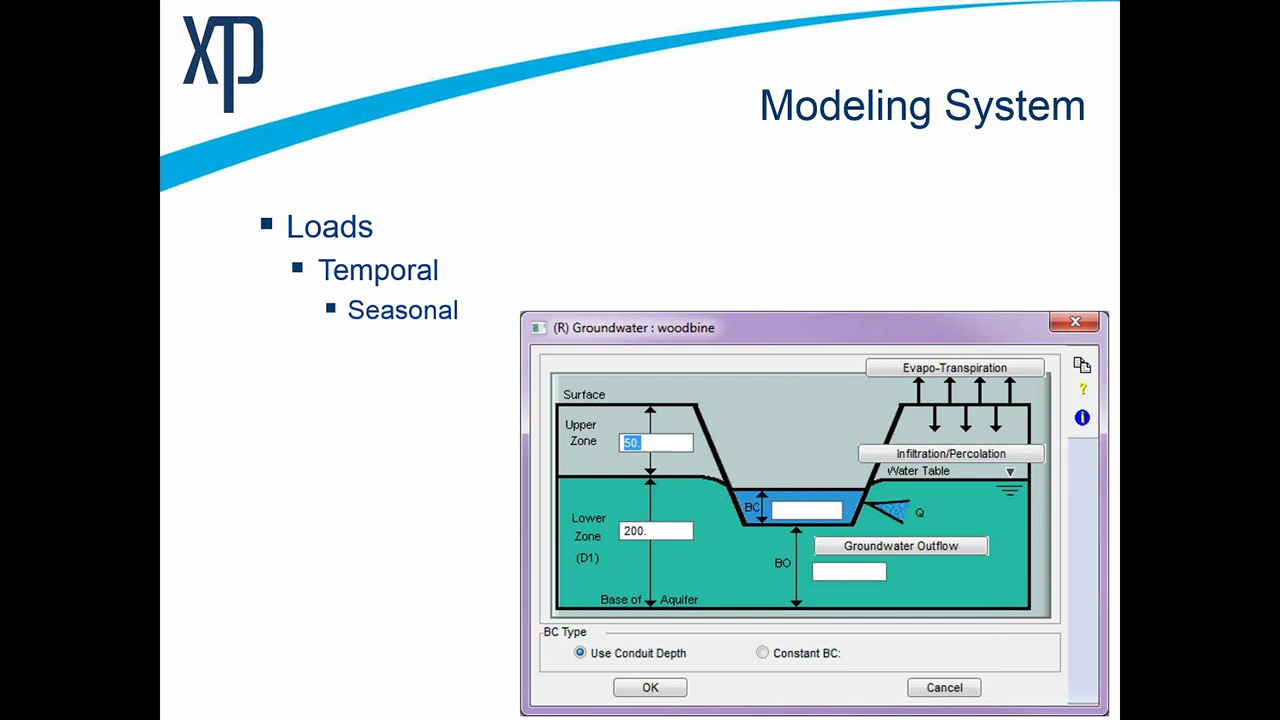 xp
Modeling System
Loads
Temporal
Seasonal
(R) Groundwater : woodbine
Evapo-Transpiration
Surface
Upper
Zone
50.
Infiltration/Percolation
Water Table
BC
Q
Lower
Zone
(D1)
200.
Groundwater Outflow
BO
Base of Aquifer
BC Type
Use Conduit Depth
Constant BC:
OK
Cancel